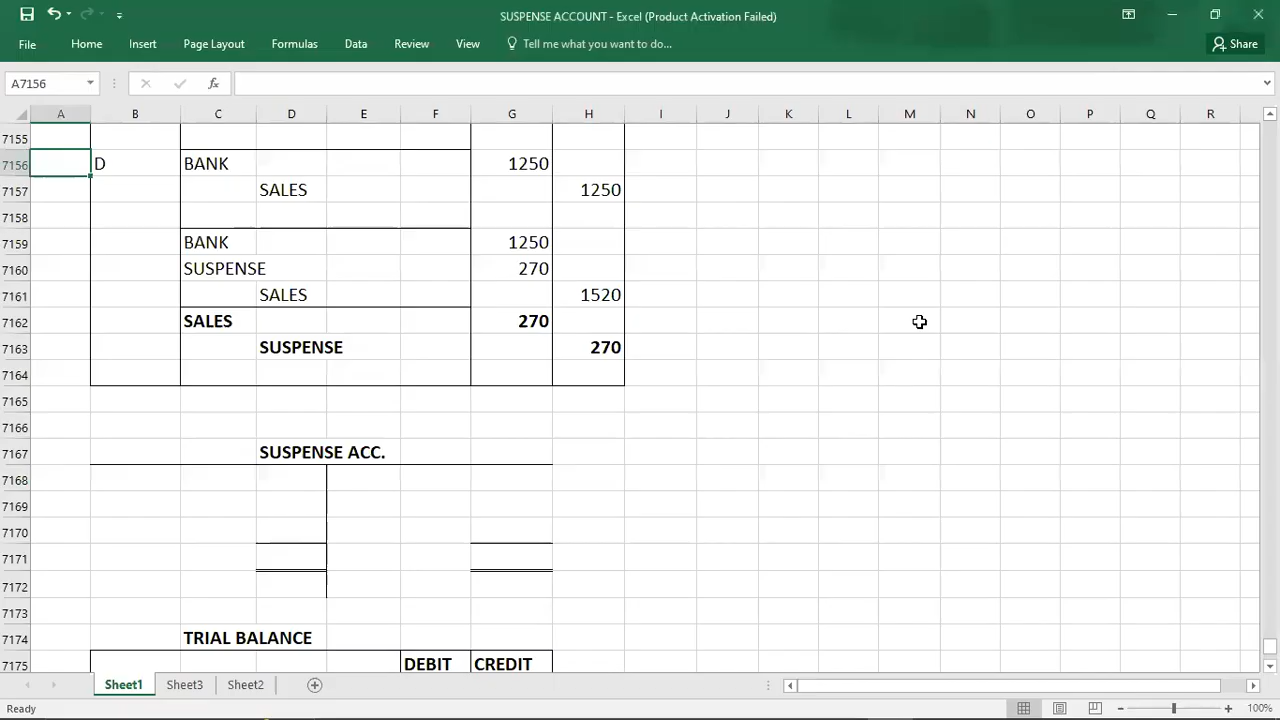 SUSPENSE ACCOUNT - Excel (Product Activation Failed)
File Home Insert Page Layout Formulas Data Review View Tell me what you want to do... Share
A7156 fx
A B C D E F G H I J K L M N O P Q R
7155
7156 D BANK 1250
7157 SALES 1250
7158
7159 BANK 1250
7160 SUSPENSE 270
7161 SALES 1520
7162 SALES 270
7163 SUSPENSE 270
7164
7165
7166
7167 SUSPENSE ACC.
7168
7169
7170
7171
7172
7173
7174 TRIAL BALANCE
7175 DEBIT CREDIT
Sheet1 Sheet3 Sheet2
Ready 100%